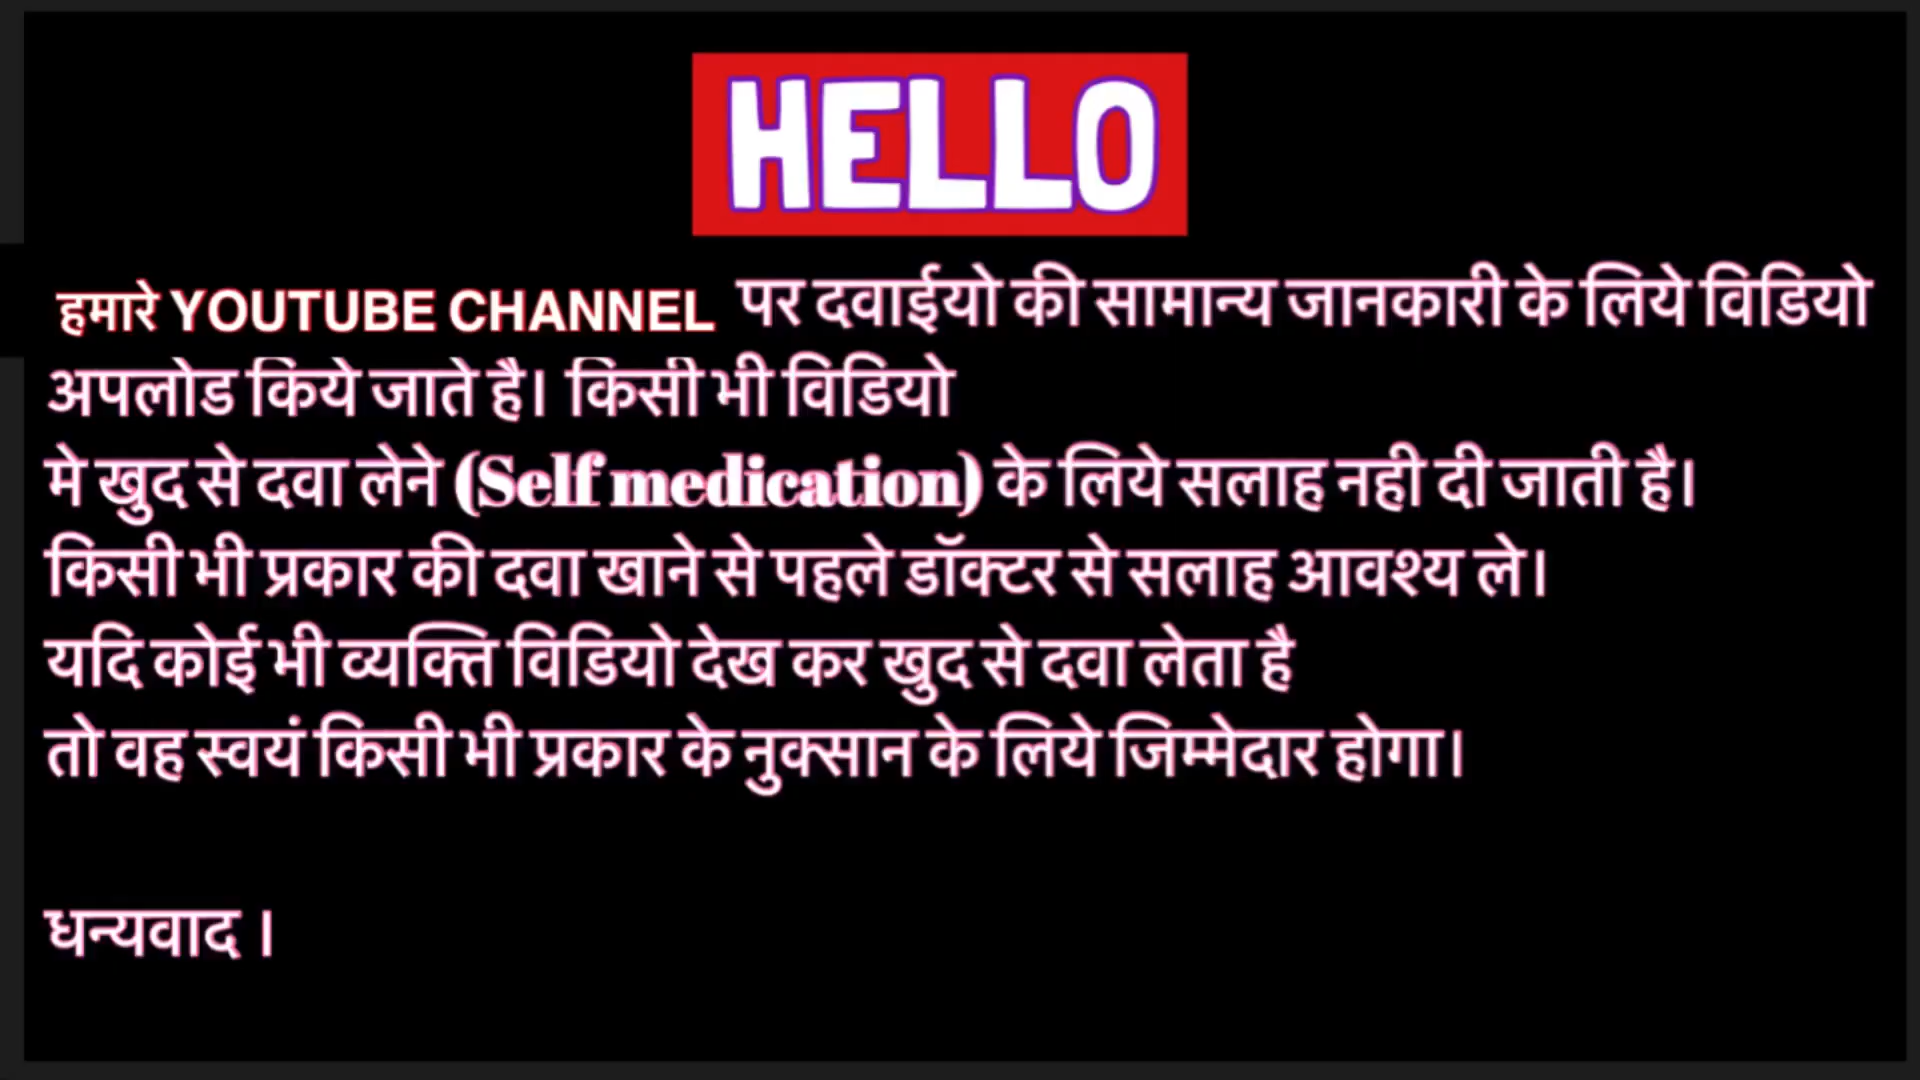 HELLO
हमारे YOUTUBE CHANNEL पर दवाईयो की सामान्य जानकारी के लिये विडियो
अपलोड किये जाते है। किसी भी विडियो
मे खुद से दवा लेने (Self medication) के लिये सलाह नही दी जाती है।
किसी भी प्रकार की दवा खाने से पहले डॉक्टर से सलाह आवश्य ले।
यदि कोई भी व्यक्ति विडियो देख कर खुद से दवा लेता है
तो वह स्वयं किसी भी प्रकार के नुक्सान के लिये जिम्मेदार होगा।
धन्यवाद ।